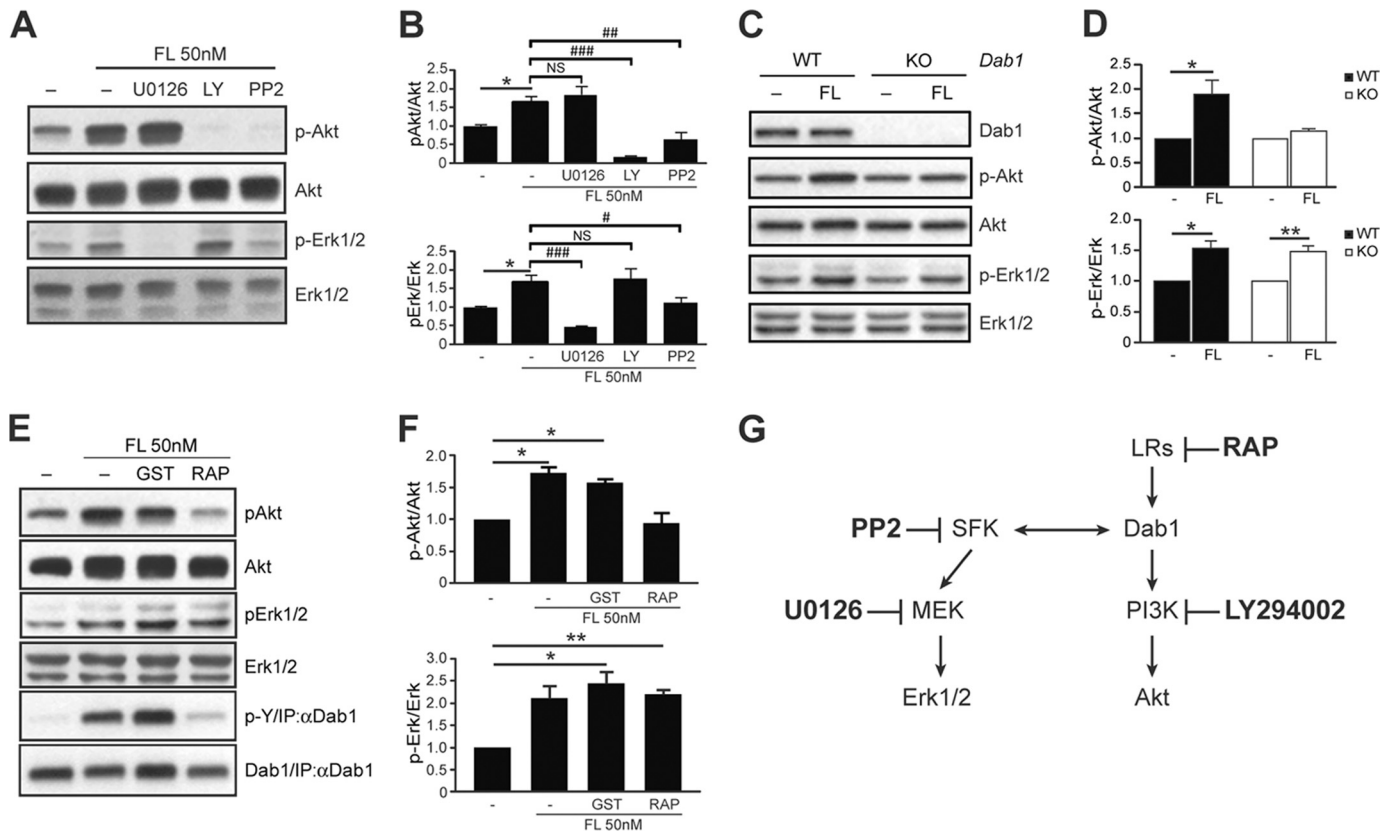 A
FL 50nM
– – U0126 LY PP2
p-Akt
Akt
p-Erk1/2
Erk1/2
B
##
###
NS
*
2.5
2.0
1.5
1.0
0.5
0
pAkt/Akt
- - U0126 LY PP2
FL 50nM
#
NS
###
*
2.5
2.0
1.5
1.0
0.5
0
pErk/Erk
- - U0126 LY PP2
FL 50nM
C
WT KO Dab1
– FL – FL
Dab1
p-Akt
Akt
p-Erk1/2
Erk1/2
D
*
WT
KO
2.5
2.0
1.5
1.0
0.5
0
p-Akt/Akt
- FL - FL
* **
WT
KO
2.0
1.5
1.0
0.5
0
p-Erk/Erk
- FL - FL
E
FL 50nM
– – GST RAP
pAkt
Akt
pErk1/2
Erk1/2
p-Y/IP:αDab1
Dab1/IP:αDab1
F
*
*
2.0
1.5
1.0
0.5
0
p-Akt/Akt
- - GST RAP
FL 50nM
**
*
3.0
2.5
2.0
1.5
1.0
0.5
0
p-Erk/Erk
- - GST RAP
FL 50nM
G
LRs RAP
PP2 SFK Dab1
U0126 MEK PI3K LY294002
Erk1/2 Akt